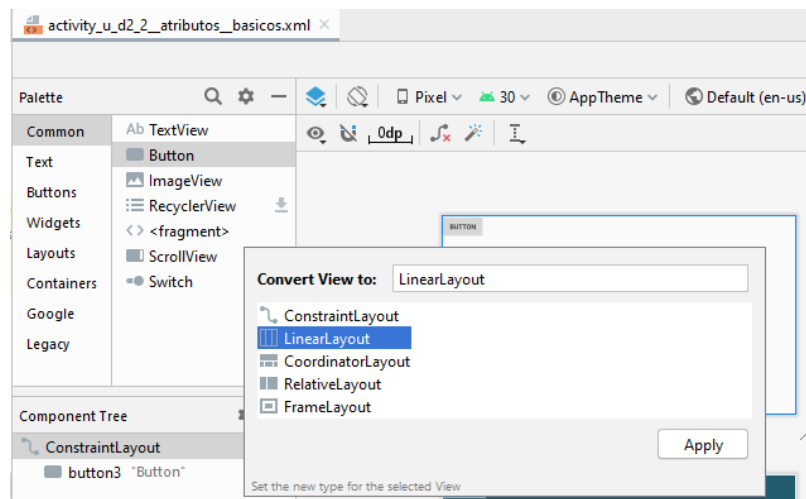 activity_u_d2_2__atributos__basicos.xml
Palette
Pixel
30
AppTheme
Default (en-us)
Common
Text
Buttons
Widgets
Layouts
Containers
Google
Legacy
Ab TextView
Button
ImageView
RecyclerView
<fragment>
ScrollView
Switch
0dp
BUTTON
Convert View to: LinearLayout
ConstraintLayout
LinearLayout
CoordinatorLayout
RelativeLayout
FrameLayout
Apply
Set the new type for the selected View
Component Tree
ConstraintLayout
button3 "Button"